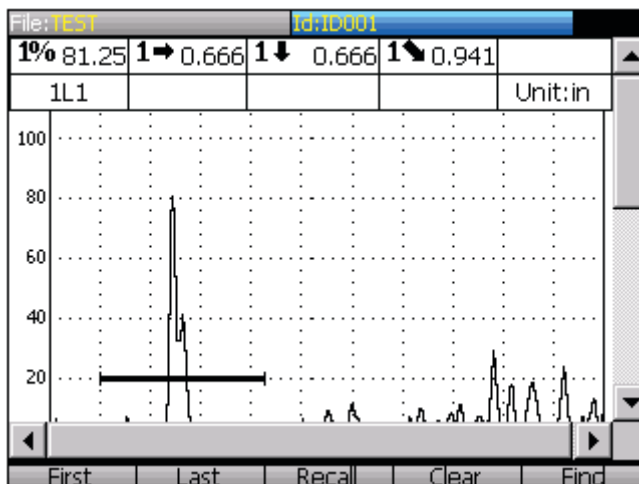 File:TEST Id:ID001
1% 81.25 1➡ 0.666 1⬇ 0.666 1⬊ 0.941
1L1 Unit:in
100
80
60
40
20
First Last Recall Clear Find